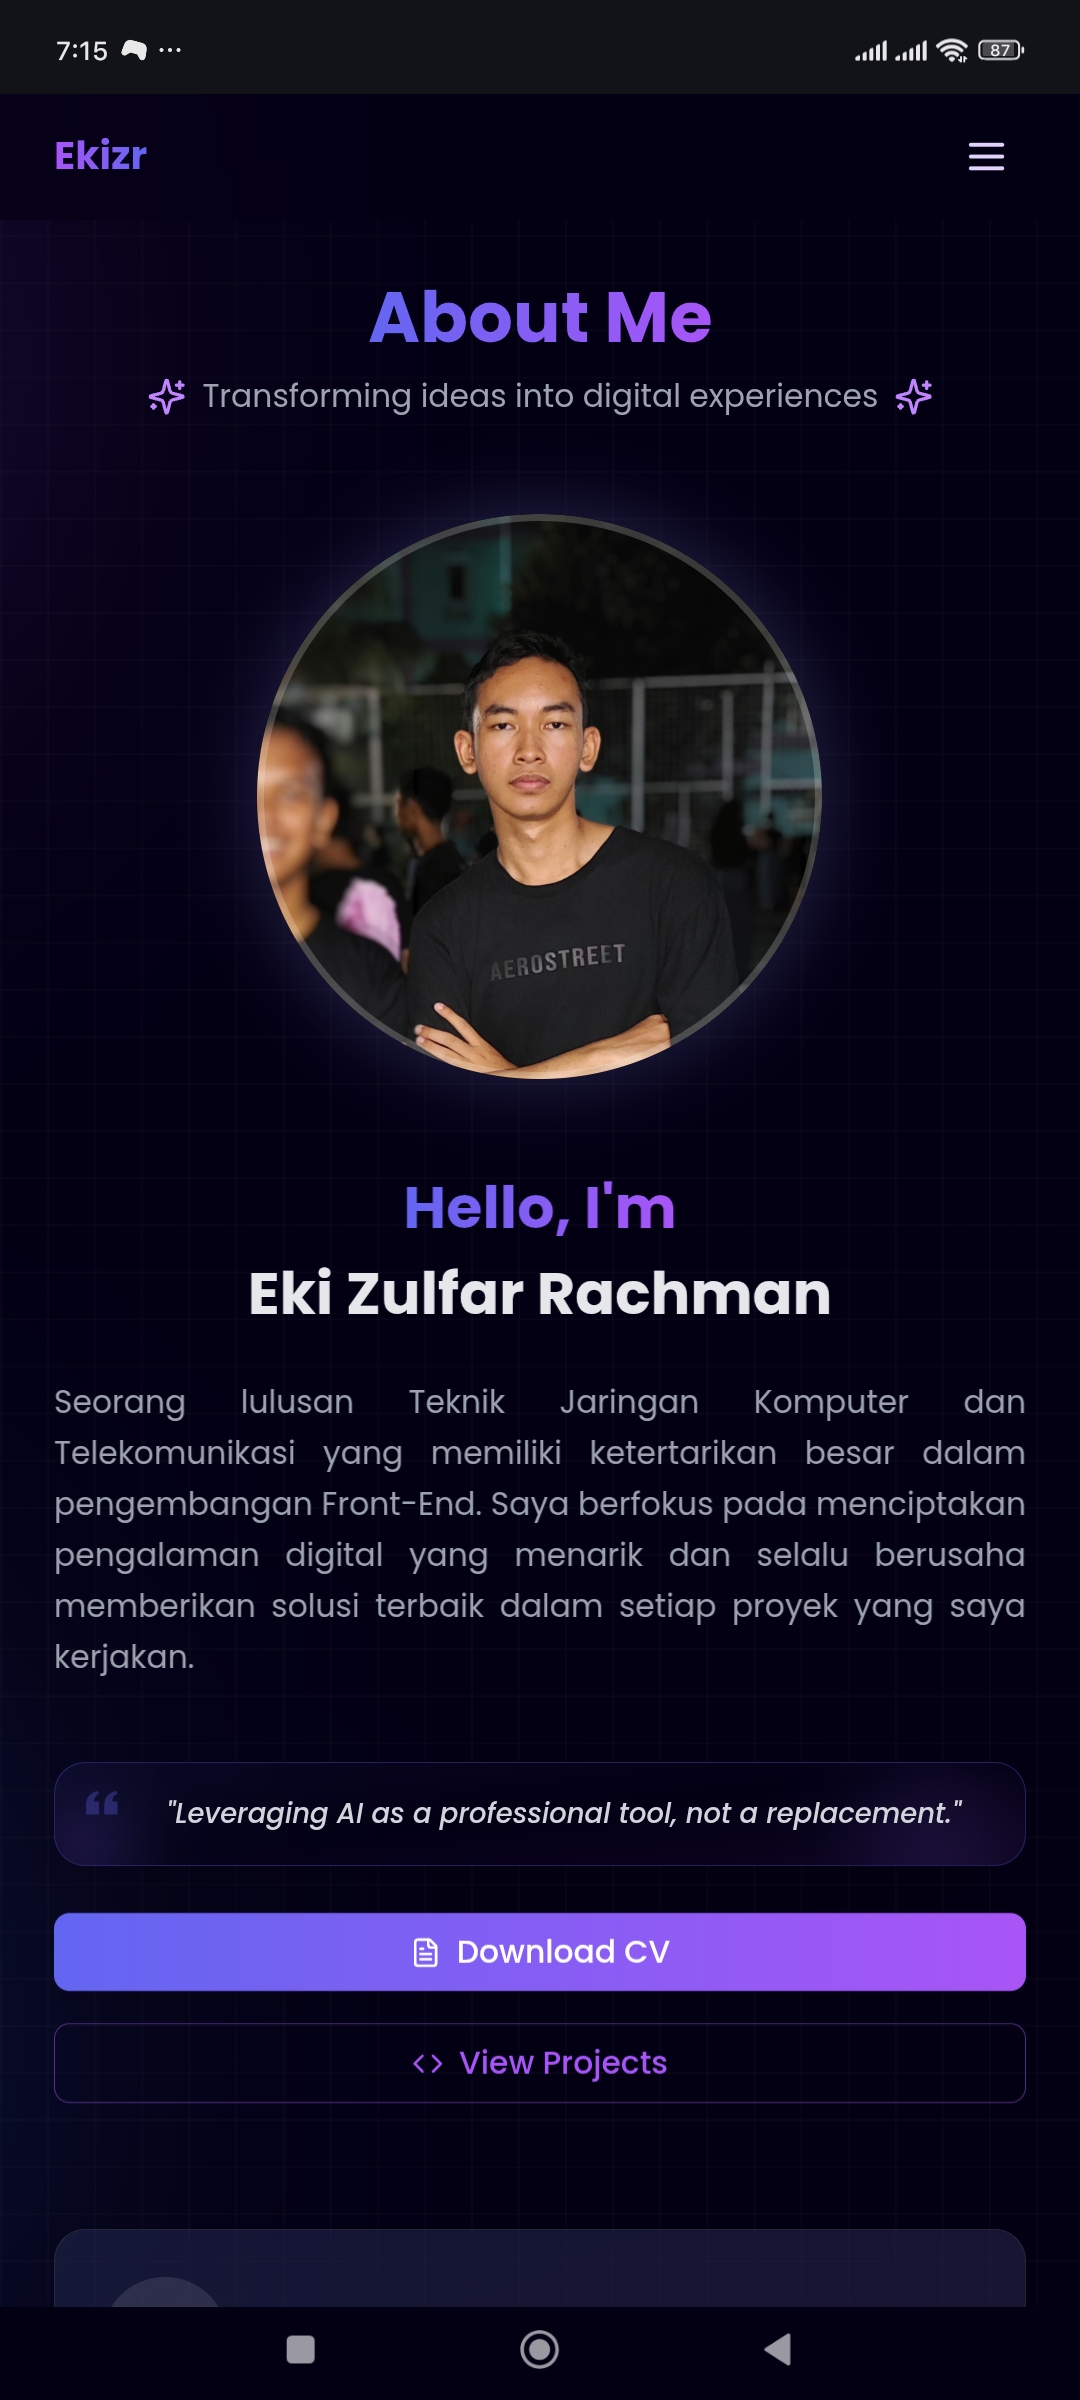 7:15
87
Ekizr
About Me
Transforming ideas into digital experiences
AEROSTREET
Hello, I'm
Eki Zulfar Rachman
Seorang lulusan Teknik Jaringan Komputer dan
Telekomunikasi yang memiliki ketertarikan besar dalam
pengembangan Front-End. Saya berfokus pada menciptakan
pengalaman digital yang menarik dan selalu berusaha
memberikan solusi terbaik dalam setiap proyek yang saya
kerjakan.
"Leveraging AI as a professional tool, not a replacement."
Download CV
View Projects